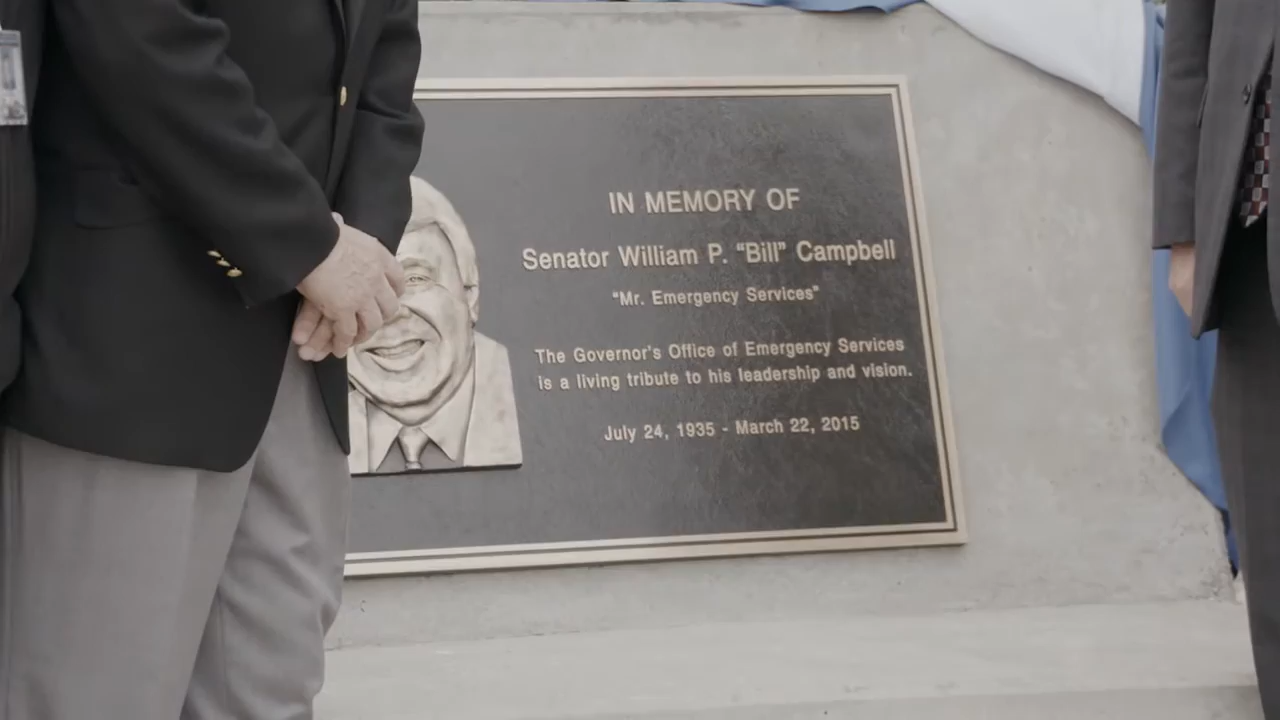 IN MEMORY OF
Senator William P. "Bill" Campbell
"Mr. Emergency Services"
The Governor's Office of Emergency Services
is a living tribute to his leadership and vision.
July 24, 1935 - March 22, 2015